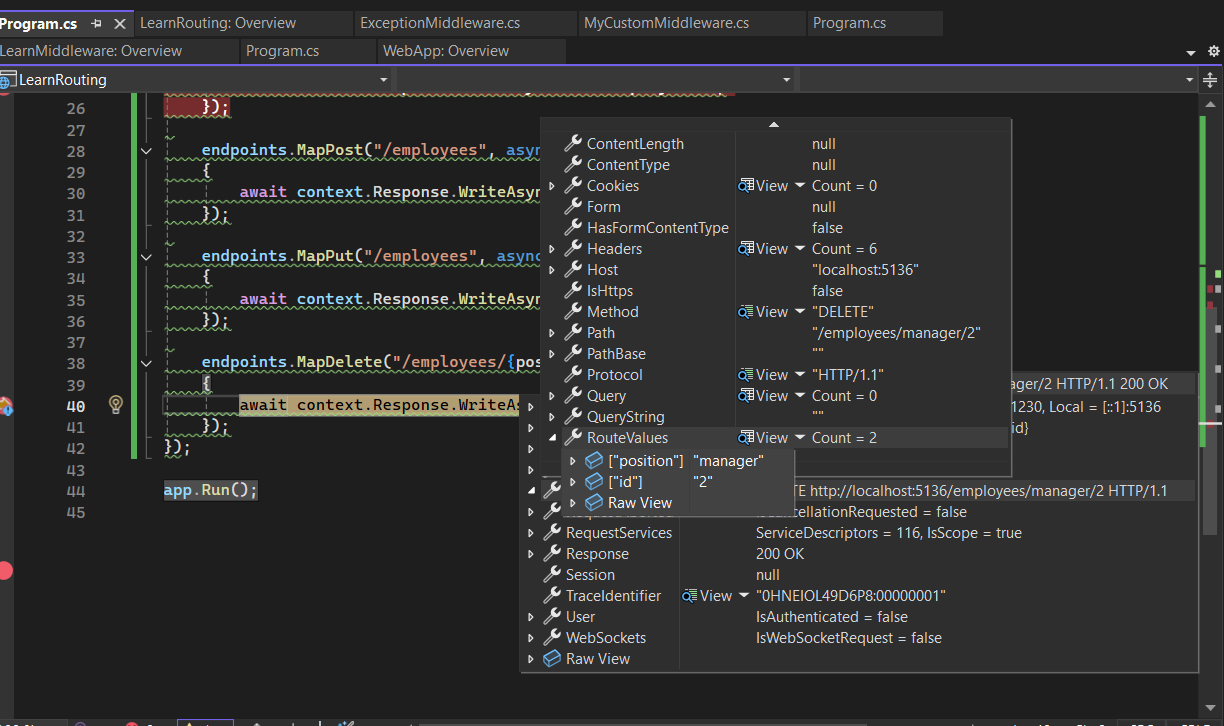 Program.cs LearnRouting: Overview ExceptionMiddleware.cs MyCustomMiddleware.cs Program.cs
LearnMiddleware: Overview Program.cs WebApp: Overview
LearnRouting
26 });
27
28 endpoints.MapPost("/employees", asyn
29 {
30 await context.Response.WriteAsyn
31 });
32
33 endpoints.MapPut("/employees", async
34 {
35 await context.Response.WriteAsyn
36 });
37
38 endpoints.MapDelete("/employees/{pos
39 {
40 await context.Response.WriteAs
41 });
42 });
43
44 app.Run();
45
ContentLength null
ContentType null
Cookies View Count = 0
Form null
HasFormContentType false
Headers View Count = 6
Host "localhost:5136"
IsHttps false
Method View "DELETE"
Path "/employees/manager/2"
PathBase ""
Protocol View "HTTP/1.1"
Query View Count = 0
QueryString ""
RouteValues View Count = 2
["position"] "manager"
["id"] "2"
Raw View
ager/2 HTTP/1.1 200 OK
1230, Local = [::1]:5136
id}
TE http://localhost:5136/employees/manager/2 HTTP/1.1
CancellationRequested = false
RequestServices ServiceDescriptors = 116, IsScope = true
Response 200 OK
Session null
TraceIdentifier View "0HNEIOL49D6P8:00000001"
User IsAuthenticated = false
WebSockets IsWebSocketRequest = false
Raw View